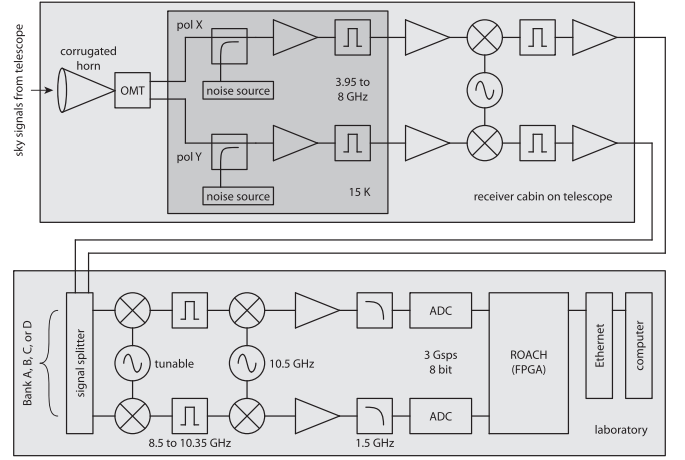 sky signals from telescope
corrugated
horn
OMT
pol X
noise source
3.95 to
8 GHz
pol Y
noise source
15 K
receiver cabin on telescope
Bank A, B, C, or D
signal splitter
tunable
10.5 GHz
8.5 to 10.35 GHz
1.5 GHz
ADC
3 Gsps
8 bit
ADC
ROACH
(FPGA)
Ethernet
computer
laboratory